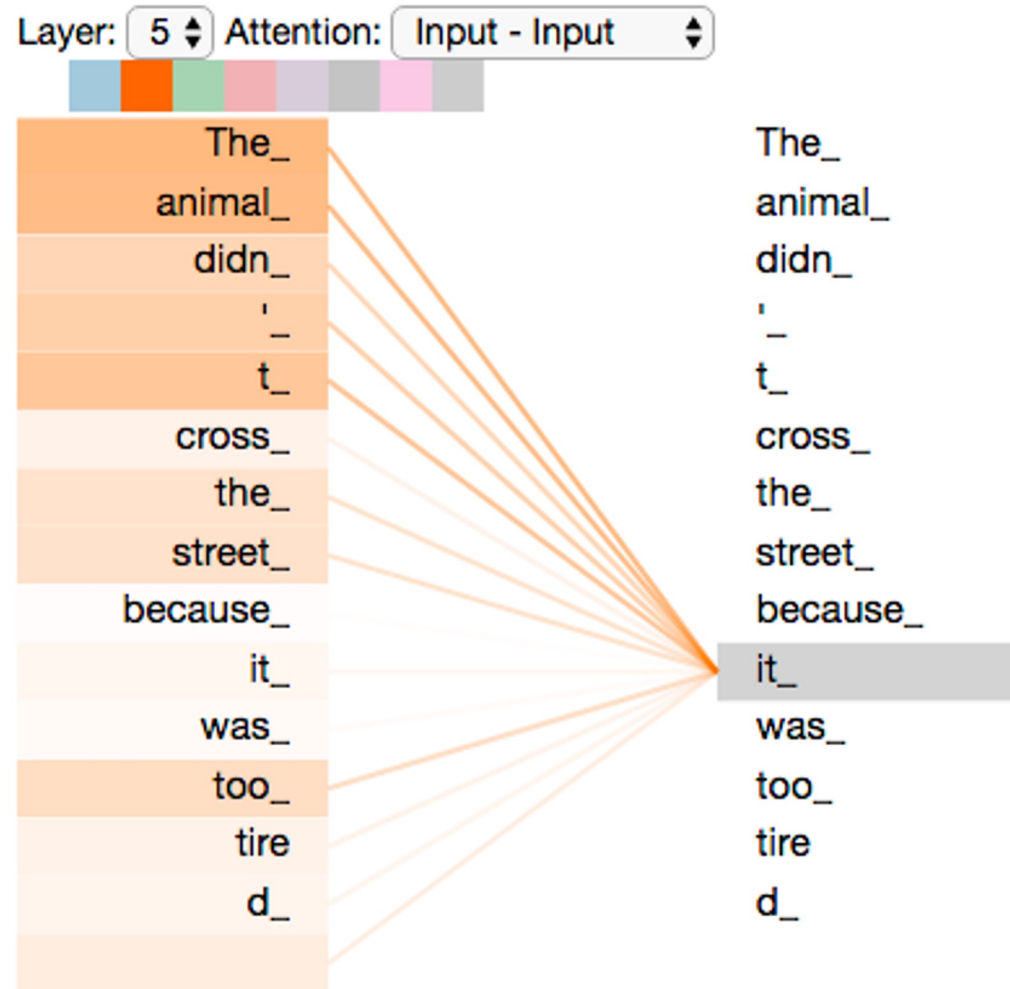 Layer: 5 Attention: Input - Input
The_ The_
animal_ animal_
didn_ didn_
'_ '_
t_ t_
cross_ cross_
the_ the_
street_ street_
because_ because_
it_ it_
was_ was_
too_ too_
tire tire
d_ d_